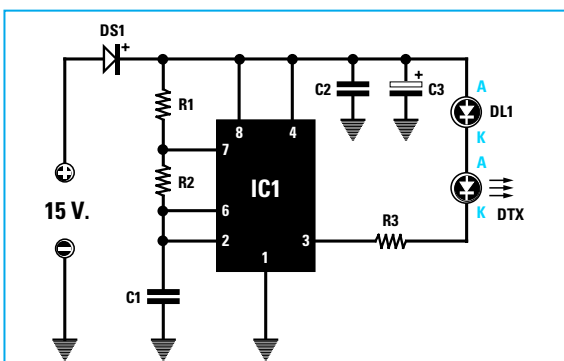 DS1
+
R1
C2
+
C3
A
DL1
K
8
4
7
R2
A
IC1
DTX
K
15 V.
6
R3
2
3
1
C1